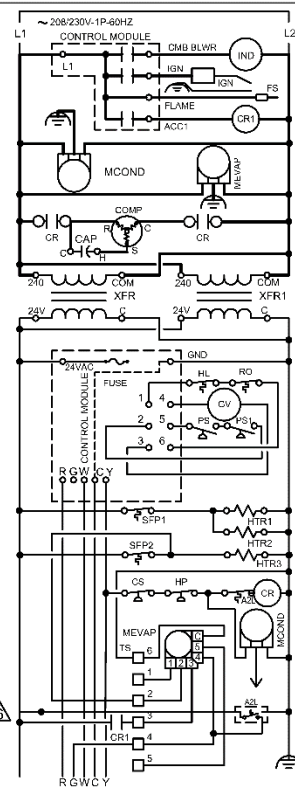 ~ 208/230V-1P-60HZ
L1 L2
CONTROL MODULE
L1 CMB BLWR IND
IGN
IGN
FLAME FS
ACC1 CR1
MCOND MEVAP
COMP
R C
CR CAP S CR
C H
240 COM 240 COM
XFR XFR1
24V C 24V C
24VAC GND
FUSE HL RO
CONTROL MODULE
1 4 CV
2 5 PS PS1
3 6
R G W C Y
SFP1
HTR1
HTR2
SFP2
HTR3
CS HP A2L CR
MEVAP MCOND
TS 6 C
5
4
1 1 2 3
2
3 A2L
CR1 4
5
R G W C Y